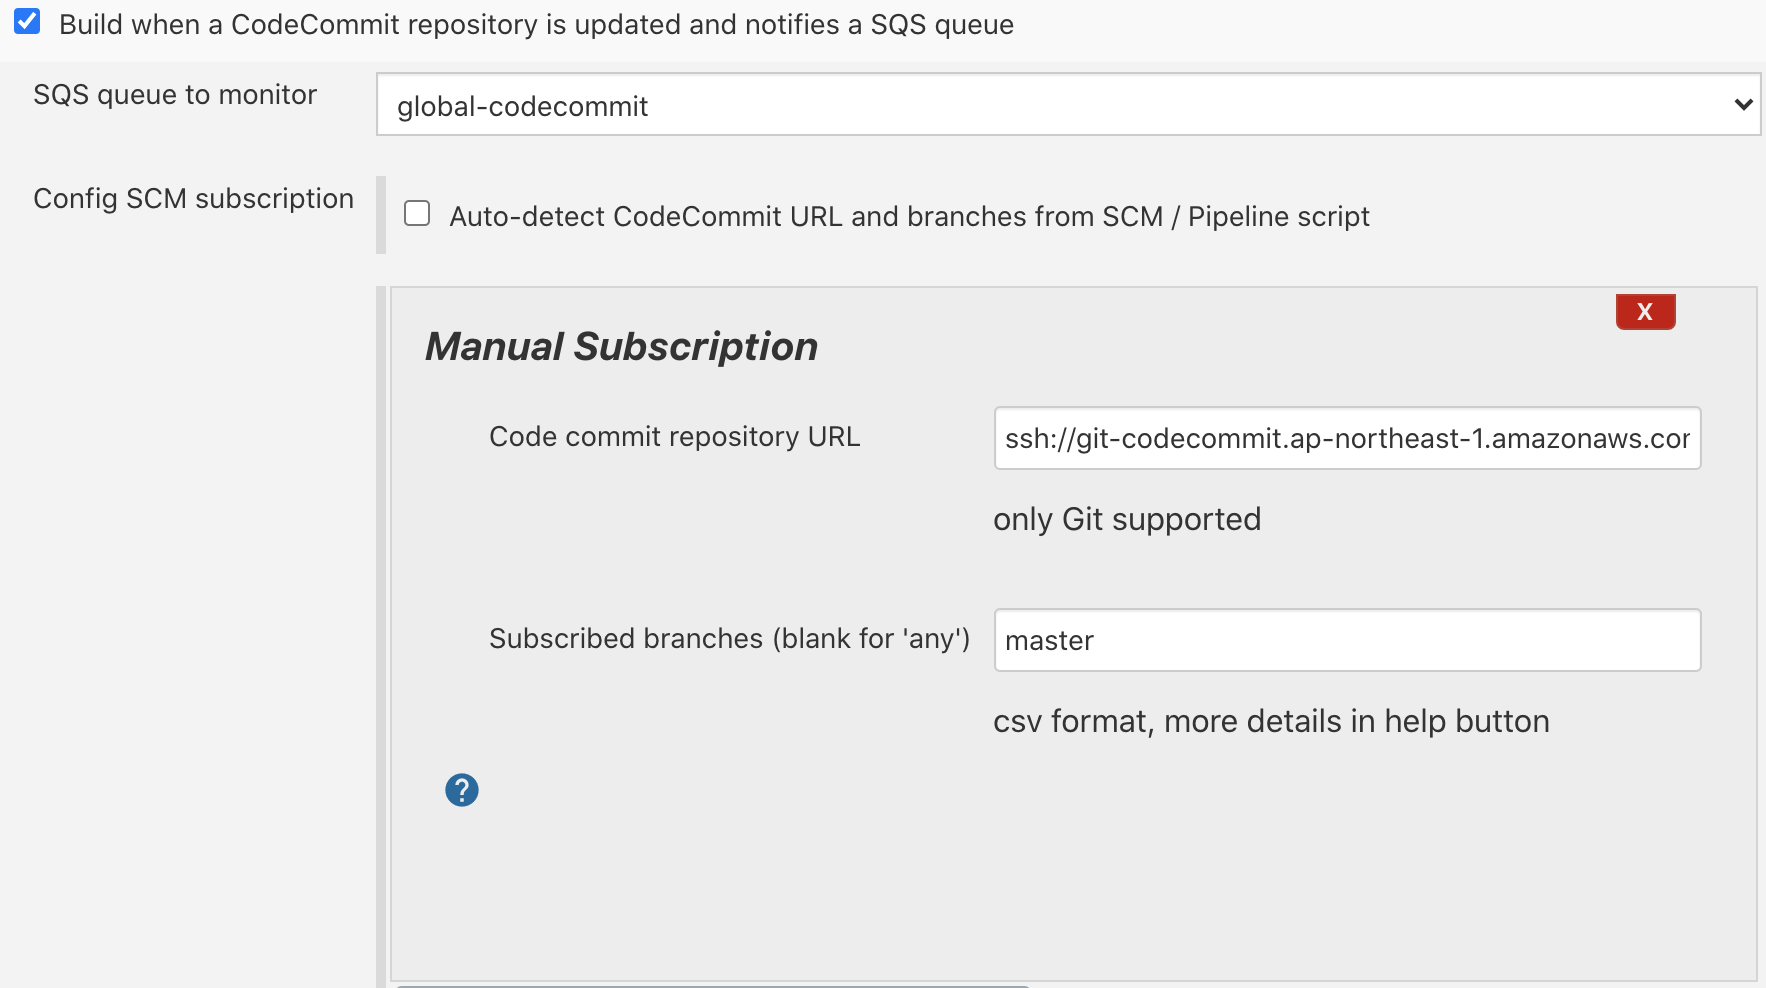 Build when a CodeCommit repository is updated and notifies a SQS queue
SQS queue to monitor
global-codecommit
Config SCM subscription
Auto-detect CodeCommit URL and branches from SCM / Pipeline script
X
Manual Subscription
Code commit repository URL
ssh://git-codecommit.ap-northeast-1.amazonaws.com
only Git supported
Subscribed branches (blank for 'any')
master
csv format, more details in help button
?